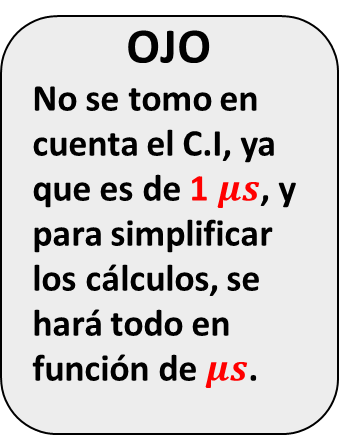 OJO
No se tomo en
cuenta el C.I, ya
que es de 1 μs, y
para simplificar
los cálculos, se
hará todo en
función de μs.